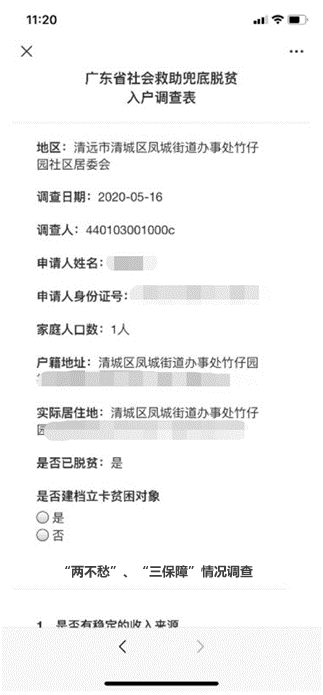 11:20
广东省社会救助兜底脱贫
入户调查表
地区：清远市清城区凤城街道办事处竹仔
园社区居委会
调查日期：2020-05-16
调查人：440103001000c
申请人姓名：
申请人身份证号：
家庭人口数：1人
户籍地址：清城区凤城街道办事处竹仔园
实际居住地：清城区凤城街道办事处竹仔
园
是否已脱贫：是
是否建档立卡贫困对象
是
否
“两不愁”、“三保障”情况调查
1、是否有稳定的收入来源